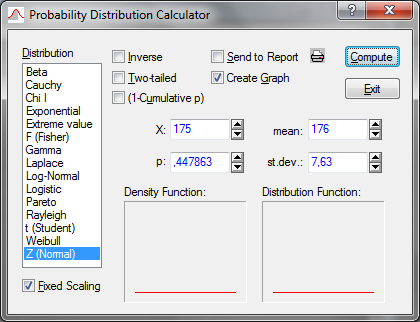 Probability Distribution Calculator
?
Distribution
Beta
Cauchy
Chi I
Exponential
Extreme value
F (Fisher)
Gamma
Laplace
Log-Normal
Logistic
Pareto
Rayleigh
t (Student)
Weibull
Z (Normal)
Fixed Scaling
Inverse
Two-tailed
(1-Cumulative p)
Send to Report
Create Graph
Compute
Exit
X: 175
mean: 176
p: ,447863
st.dev.: 7,63
Density Function:
Distribution Function: